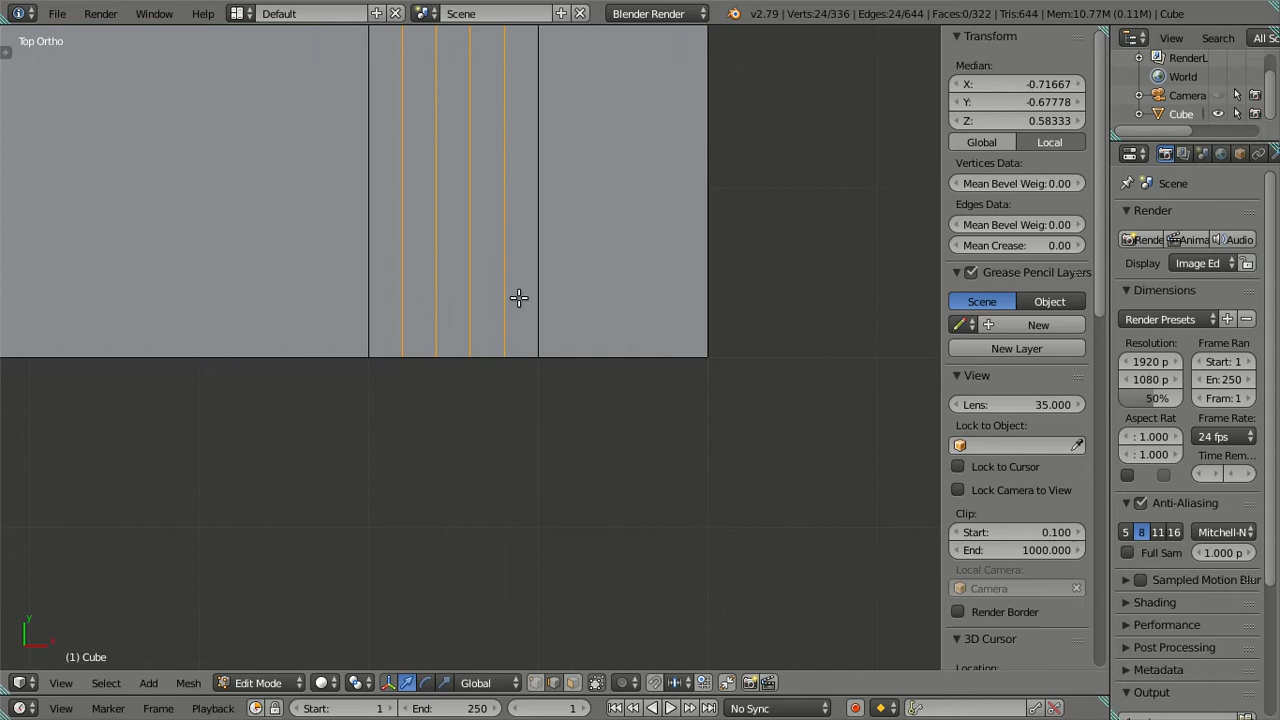 File Render Window Help Default Scene Blender Render v2.79 | Verts:24/336 | Edges:24/644 | Faces:0/322 | Tris:644 | Mem:10.77M (0.11M) | Cube
Top Ortho
Transform
Median:
X: -0.71667
Y: -0.67778
Z: 0.58333
Global Local
Vertices Data:
Mean Bevel Weig: 0.00
Edges Data:
Mean Bevel Weig: 0.00
Mean Crease: 0.00
Grease Pencil Layers
Scene Object
New
New Layer
View
Lens: 35.000
Lock to Object:
Lock to Cursor
Lock Camera to View
Clip:
Start: 0.100
End: 1000.000
Local Camera:
Camera
Render Border
3D Cursor
Location:
View Search All Sc
RenderL
World
Camera
Cube
Scene
Render
Rende Anima Audio
Display Image Ed
Dimensions
Render Presets
Resolution: Frame Ran
1920 p Start: 1
1080 p En: 250
50% Fram: 1
Aspect Rat Frame Rate:
: 1.000 24 fps
: 1.000 Time Rem...
Anti-Aliasing
5 8 11 16 Mitchell-N
Full Sam 1.000 p
Sampled Motion Blur
Shading
Performance
Post Processing
Metadata
Output
y
x
(1) Cube
View Select Add Mesh Edit Mode Global
View Marker Frame Playback Start: 1 End: 250 1 No Sync